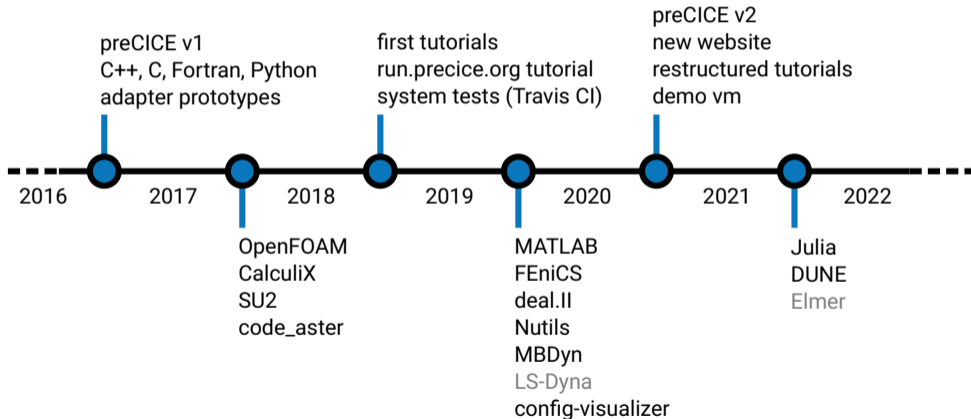 preCICE v1
C++, C, Fortran, Python
adapter prototypes
first tutorials
run.precice.org tutorial
system tests (Travis CI)
preCICE v2
new website
restructured tutorials
demo vm
2016
2017
2018
2019
2020
2021
2022
OpenFOAM
CalculiX
SU2
code_aster
MATLAB
FEniCS
deal.II
Nutils
MBDyn
LS-Dyna
config-visualizer
Julia
DUNE
Elmer